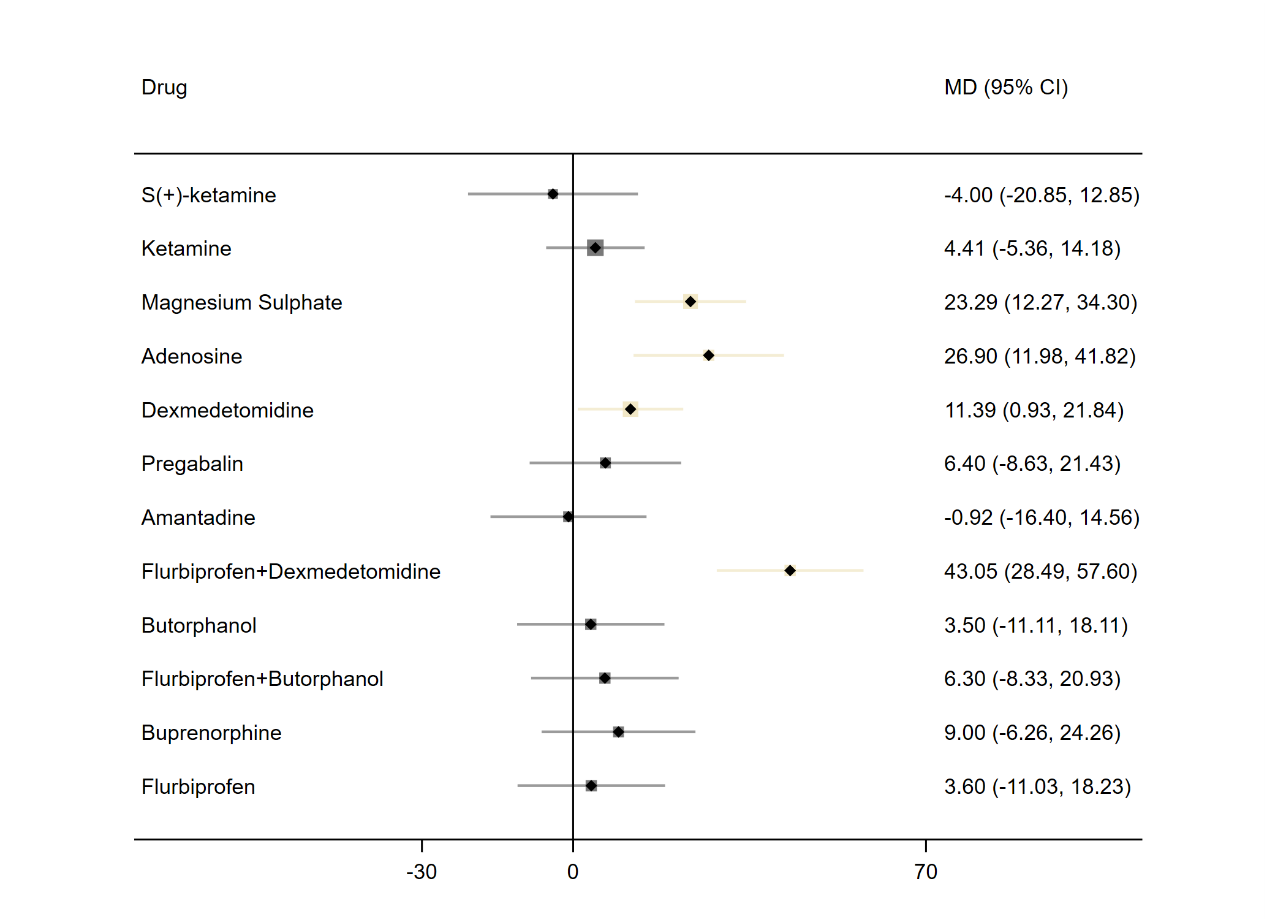 Drug MD (95% CI)
S(+)-ketamine -4.00 (-20.85, 12.85)
Ketamine 4.41 (-5.36, 14.18)
Magnesium Sulphate 23.29 (12.27, 34.30)
Adenosine 26.90 (11.98, 41.82)
Dexmedetomidine 11.39 (0.93, 21.84)
Pregabalin 6.40 (-8.63, 21.43)
Amantadine -0.92 (-16.40, 14.56)
Flurbiprofen+Dexmedetomidine 43.05 (28.49, 57.60)
Butorphanol 3.50 (-11.11, 18.11)
Flurbiprofen+Butorphanol 6.30 (-8.33, 20.93)
Buprenorphine 9.00 (-6.26, 24.26)
Flurbiprofen 3.60 (-11.03, 18.23)
-30 0 70